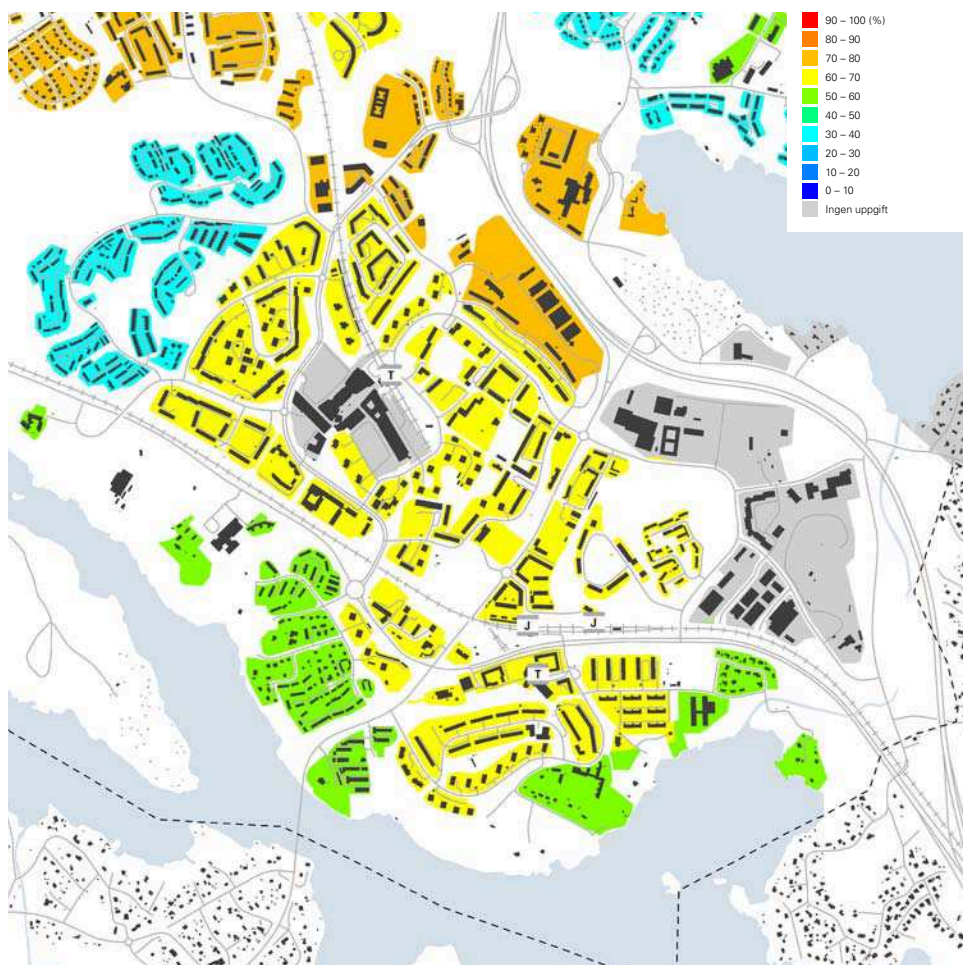 90 – 100 (%)
80 – 90
70 – 80
60 – 70
50 – 60
40 – 50
30 – 40
20 – 30
10 – 20
0 – 10
Ingen uppgift
T
J
J
T